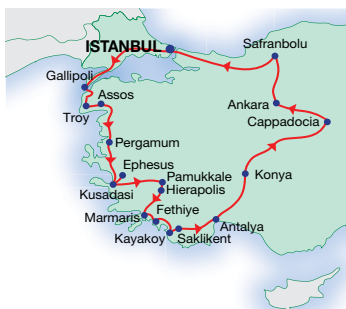 ISTANBUL
Safranbolu
Gallipoli
Assos
Troy
Ankara
Cappadocia
Pergamum
Ephesus
Pamukkale
Hierapolis
Konya
Kusadasi
Fethiye
Marmaris
Antalya
Kayakoy
Saklikent